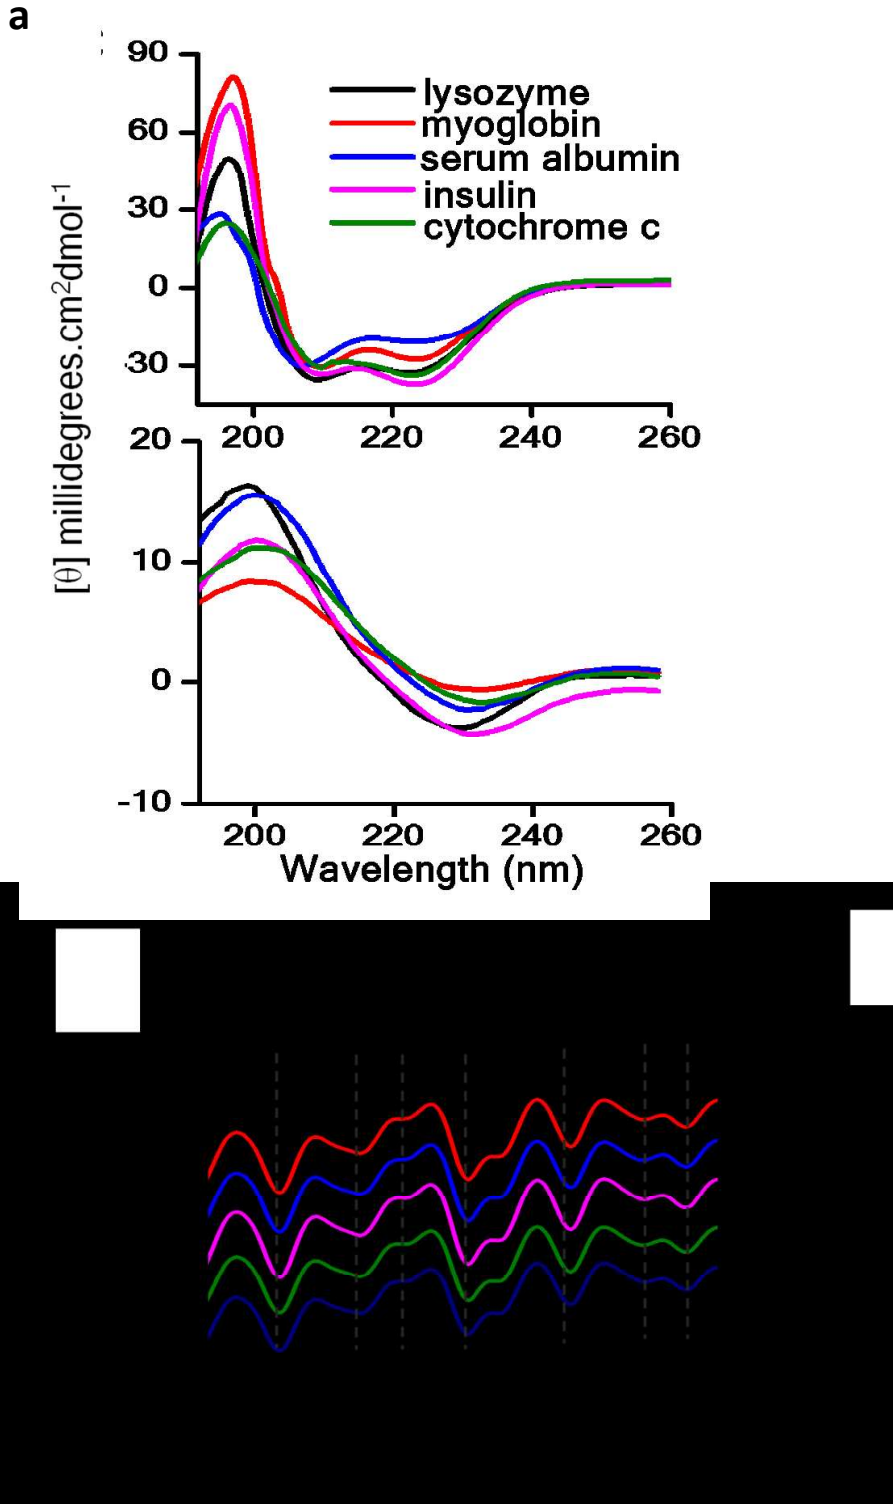 a
90
60
30
0
-30
lysozyme
myoglobin
serum albumin
insulin
cytochrome c
200 220 240 260
[θ] millidegrees.cm²dmol⁻¹
20
10
0
-10
200 220 240 260
Wavelength (nm)